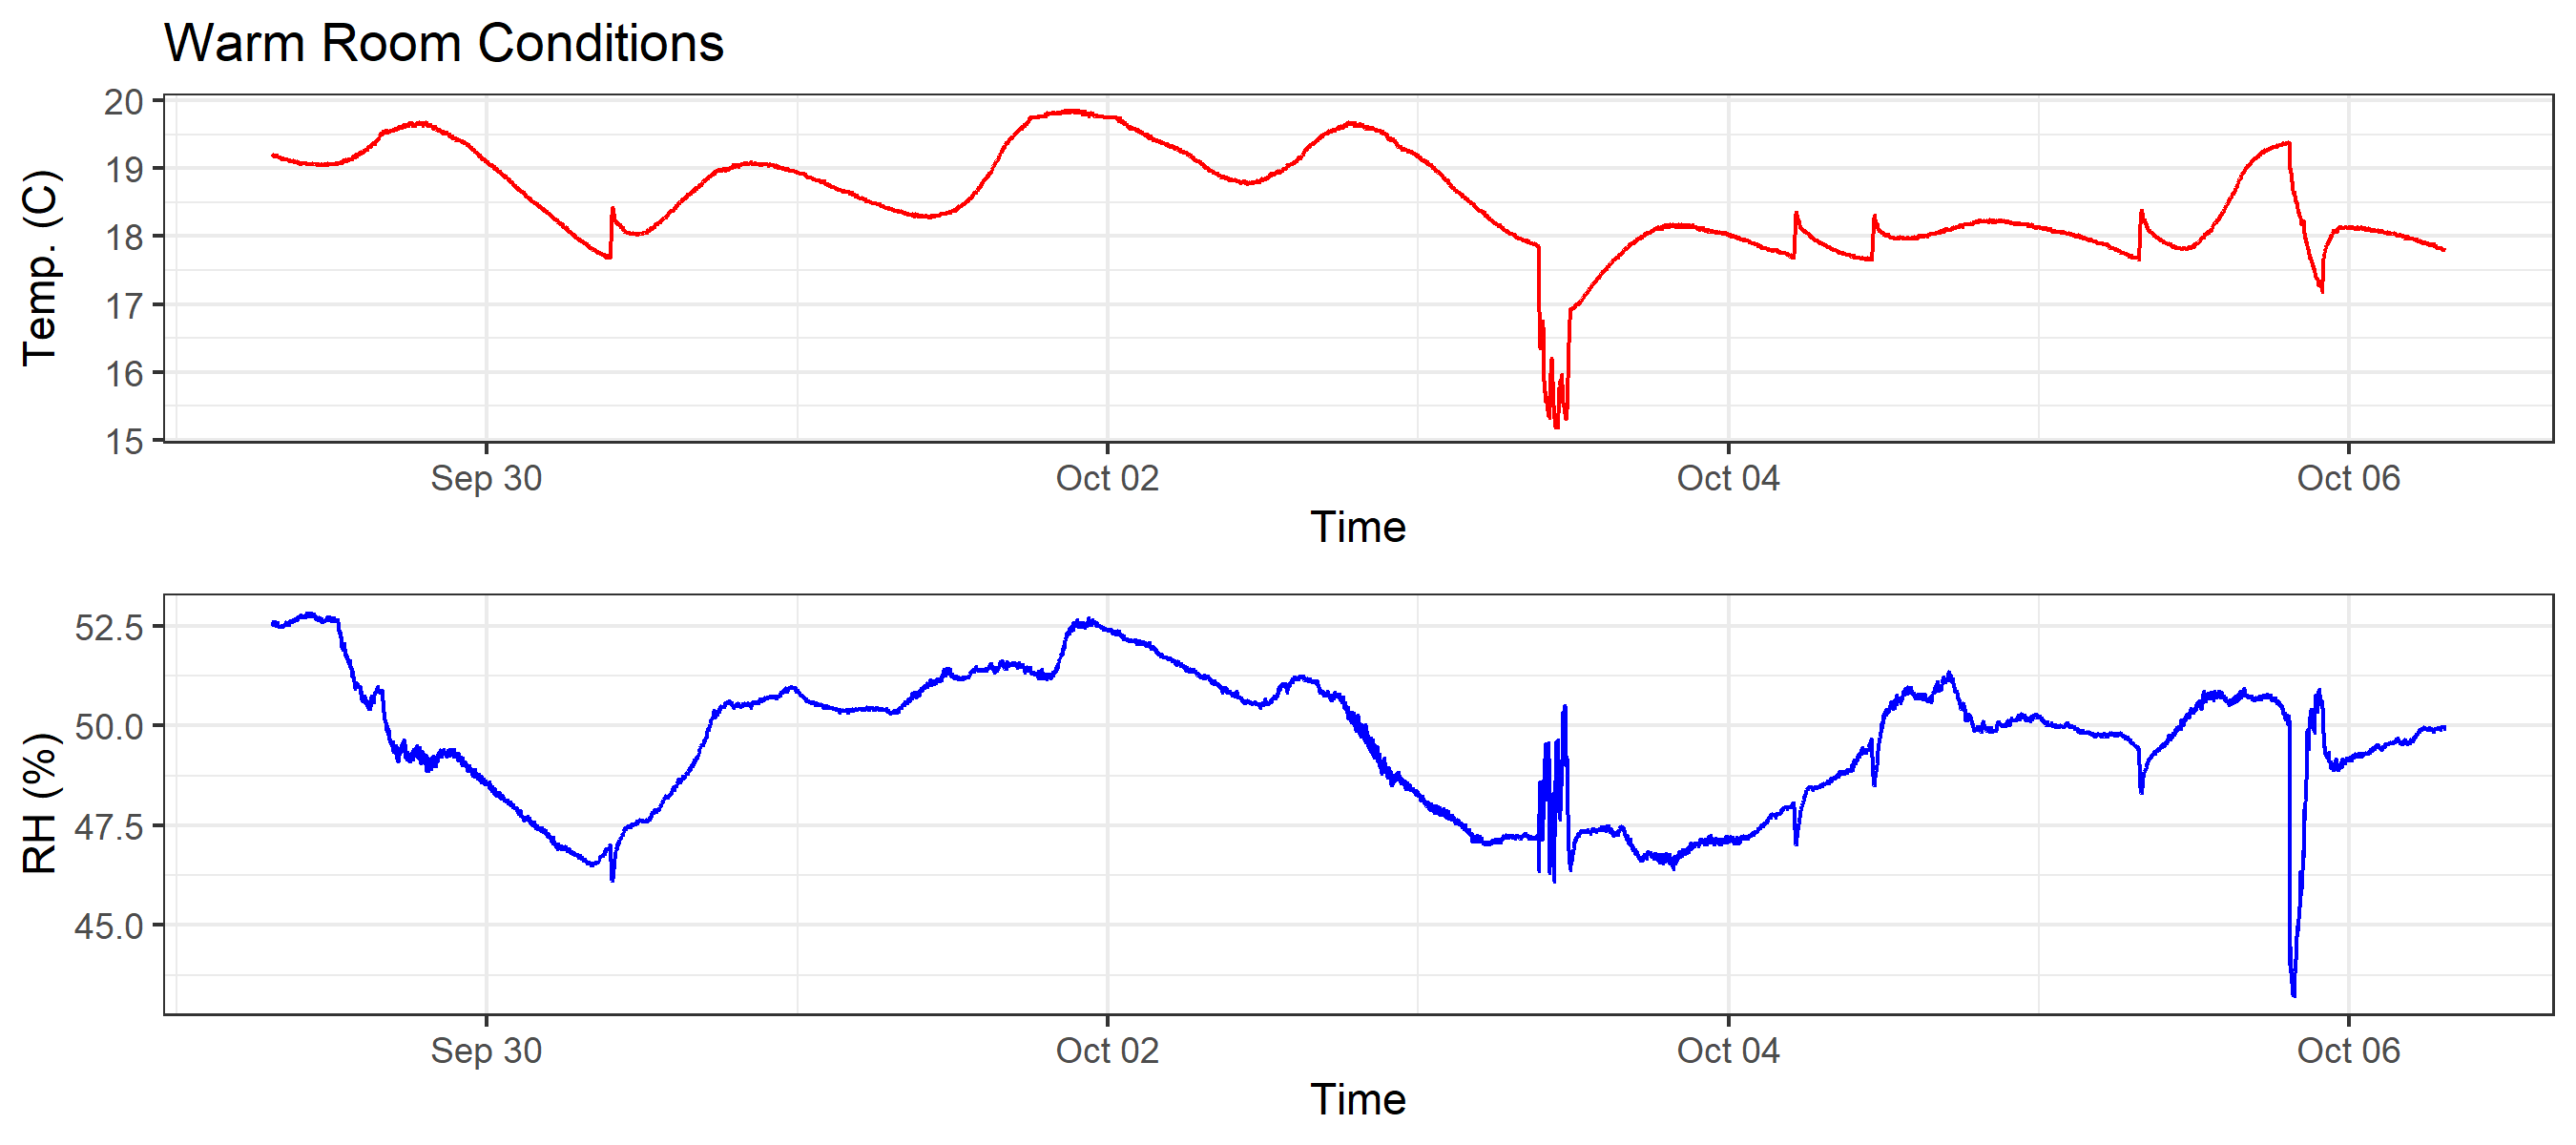 Warm Room Conditions
20
19
18
17
16
15
Temp. (C)
Sep 30
Oct 02
Oct 04
Oct 06
Time
52.5
50.0
47.5
45.0
RH (%)
Sep 30
Oct 02
Oct 04
Oct 06
Time